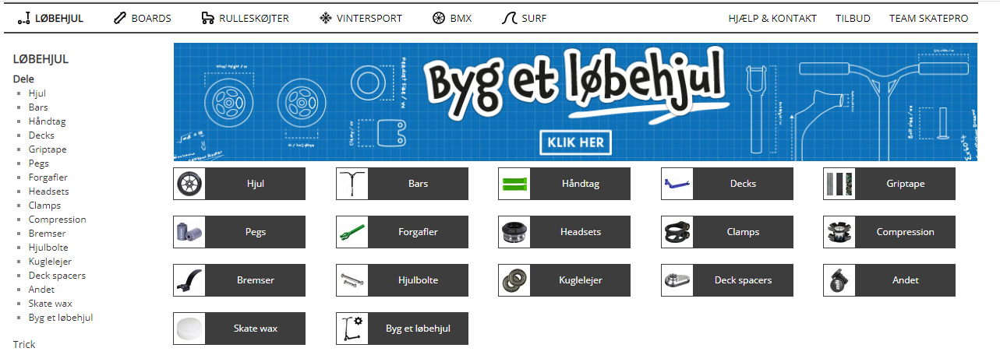 LØBEHJUL BOARDS RULLESKØJTER VINTERSPORT BMX SURF HJÆLP & KONTAKT TILBUD TEAM SKATEPRO
LØBEHJUL
Dele
Hjul
Bars
Håndtag
Decks
Griptape
Pegs
Forgafler
Headsets
Clamps
Compression
Bremser
Hjulbolte
Kuglelejer
Deck spacers
Andet
Skate wax
Byg et løbehjul
Trick
Byg et løbehjul
KLIK HER
Hjul Bars Håndtag Decks Griptape
Pegs Forgafler Headsets Clamps Compression
Bremser Hjulbolte Kuglelejer Deck spacers Andet
Skate wax Byg et løbehjul